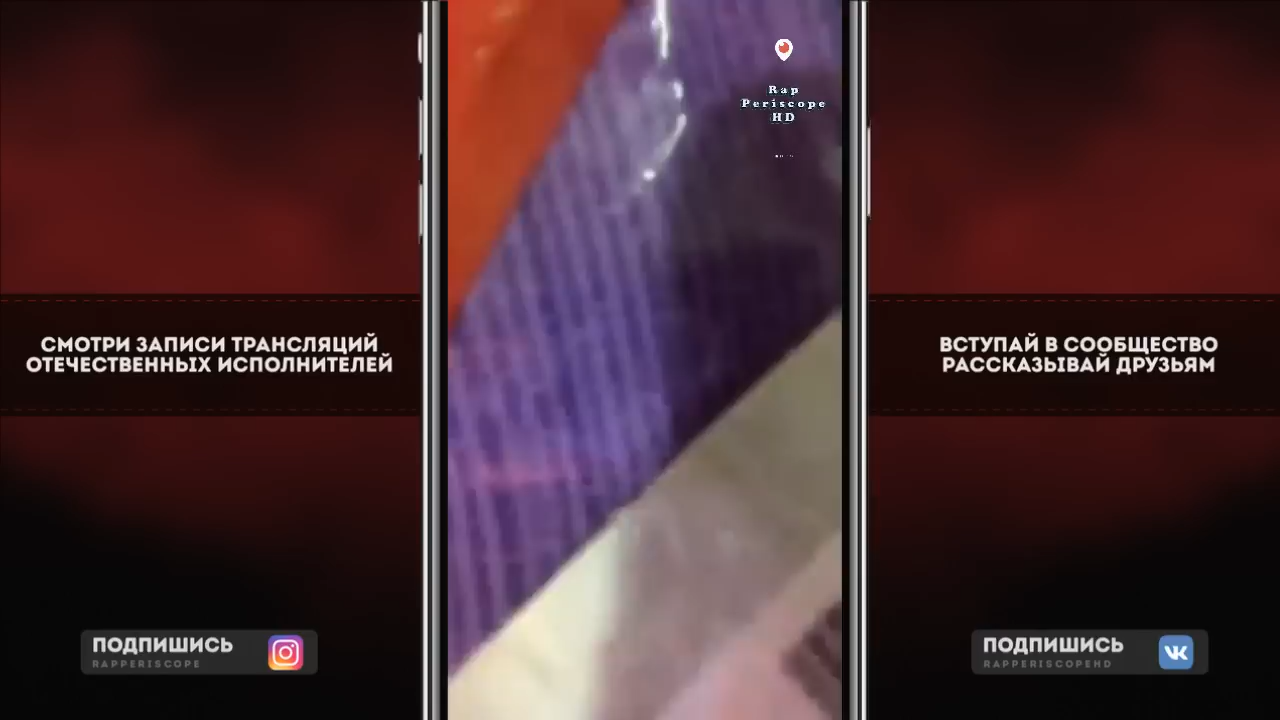 Rap
Periscope
HD
СМОТРИ ЗАПИСИ ТРАНСЛЯЦИЙ
ОТЕЧЕСТВЕННЫХ ИСПОЛНИТЕЛЕЙ
ВСТУПАЙ В СООБЩЕСТВО
РАССКАЗЫВАЙ ДРУЗЬЯМ
ПОДПИШИСЬ
RAPPERISCOPE
ПОДПИШИСЬ
RAPPERISCOPEHD